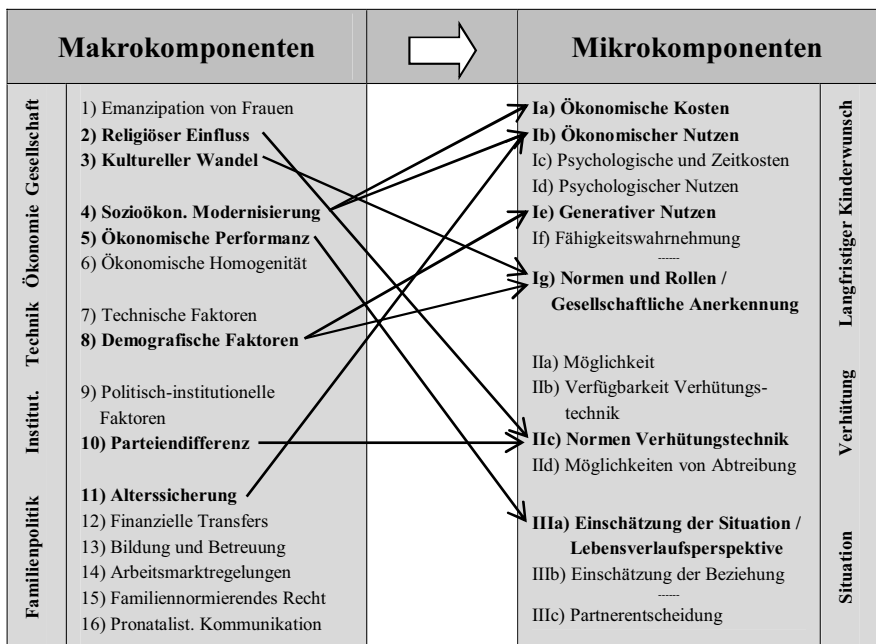 Makrokomponenten
Mikrokomponenten
Gesellschaft
1) Emanzipation von Frauen
2) Religiöser Einfluss
3) Kultureller Wandel
Ökonomie
4) Sozioökon. Modernisierung
5) Ökonomische Performanz
6) Ökonomische Homogenität
Technik
7) Technische Faktoren
8) Demografische Faktoren
Institut.
9) Politisch-institutionelle
Faktoren
10) Parteiendifferenz
Familienpolitik
11) Alterssicherung
12) Finanzielle Transfers
13) Bildung und Betreuung
14) Arbeitsmarktregelungen
15) Familiennormierendes Recht
16) Pronatalist. Kommunikation
Ia) Ökonomische Kosten
Ib) Ökonomischer Nutzen
Ic) Psychologische und Zeitkosten
Id) Psychologischer Nutzen
Ie) Generativer Nutzen
If) Fähigkeitswahrnehmung
------
Ig) Normen und Rollen /
Gesellschaftliche Anerkennung
Langfristiger Kinderwunsch
IIa) Möglichkeit
IIb) Verfügbarkeit Verhütungs-
technik
IIc) Normen Verhütungstechnik
IId) Möglichkeiten von Abtreibung
Verhütung
IIIa) Einschätzung der Situation /
Lebensverlaufsperspektive
IIIb) Einschätzung der Beziehung
------
IIIc) Partnerentscheidung
Situation